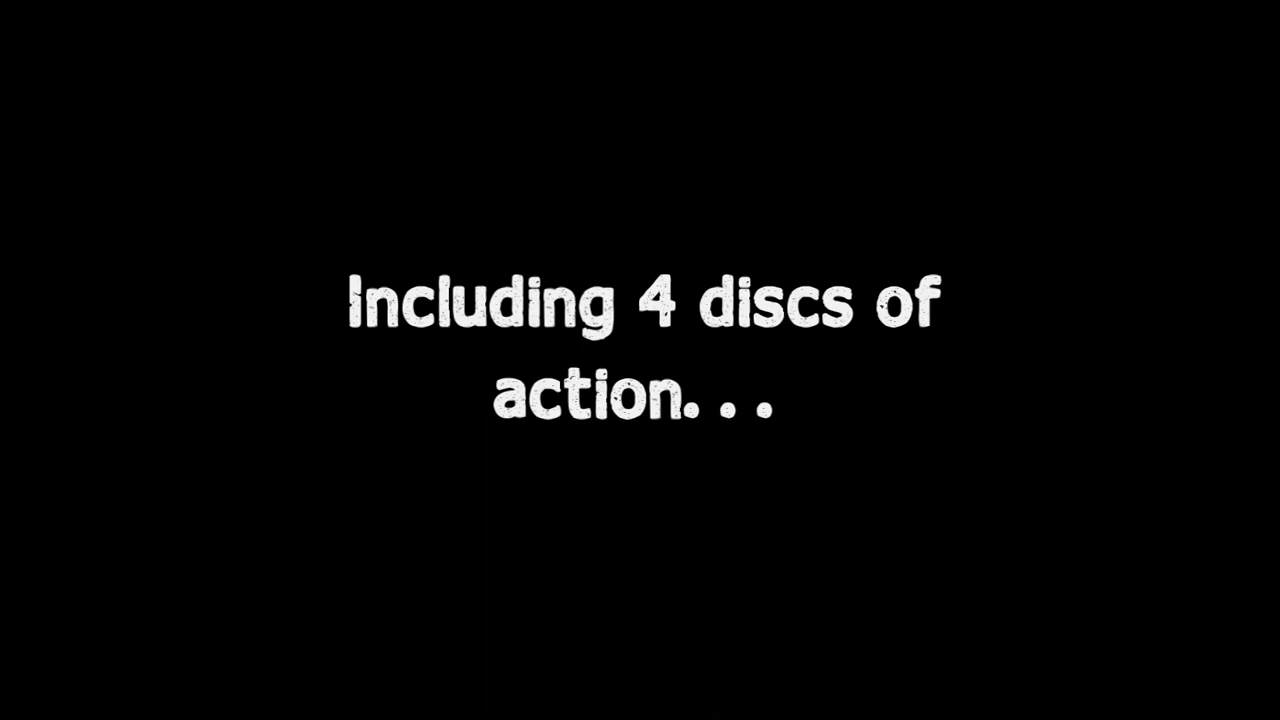 Including 4 discs of
action. . .